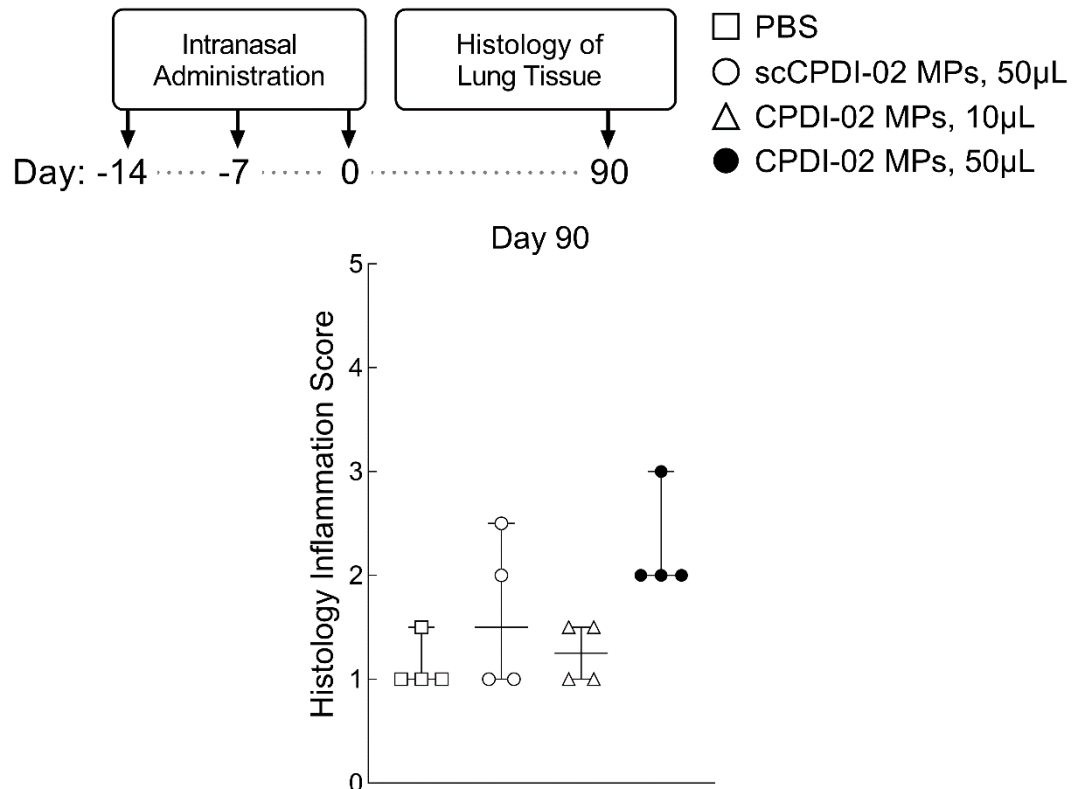 Intranasal
Administration
Histology of
Lung Tissue
Day: -14 -7 0 90
PBS
scCPDI-02 MPs, 50µL
CPDI-02 MPs, 10µL
CPDI-02 MPs, 50µL
Day 90
Histology Inflammation Score
5
4
3
2
1
0